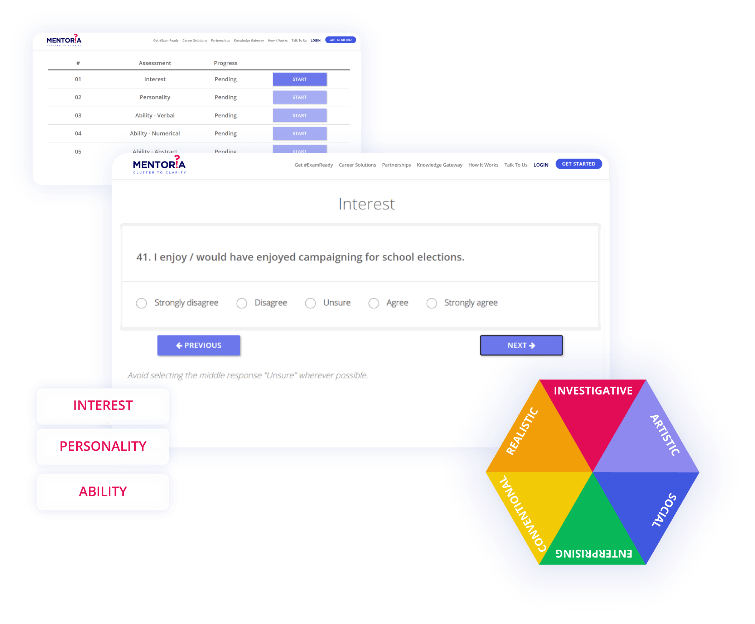 MENTOR!A
CLUTTER TO CLARITY
Get #ExamReady Career Solutions Partnerships Knowledge Gateway How It Works Talk To Us LOGIN GET STARTED
# Assessment Progress
01 Interest Pending START
02 Personality Pending START
03 Ability - Verbal Pending START
04 Ability - Numerical Pending START
05 Ability - Abstract Pending START
MENTOR!A
CLUTTER TO CLARITY
Get #ExamReady Career Solutions Partnerships Knowledge Gateway How It Works Talk To Us LOGIN GET STARTED
Interest
41. I enjoy / would have enjoyed campaigning for school elections.
Strongly disagree Disagree Unsure Agree Strongly agree
PREVIOUS NEXT
Avoid selecting the middle response "Unsure" wherever possible.
INTEREST
PERSONALITY
ABILITY
INVESTIGATIVE
ARTISTIC
SOCIAL
ENTERPRISING
CONVENTIONAL
REALISTIC